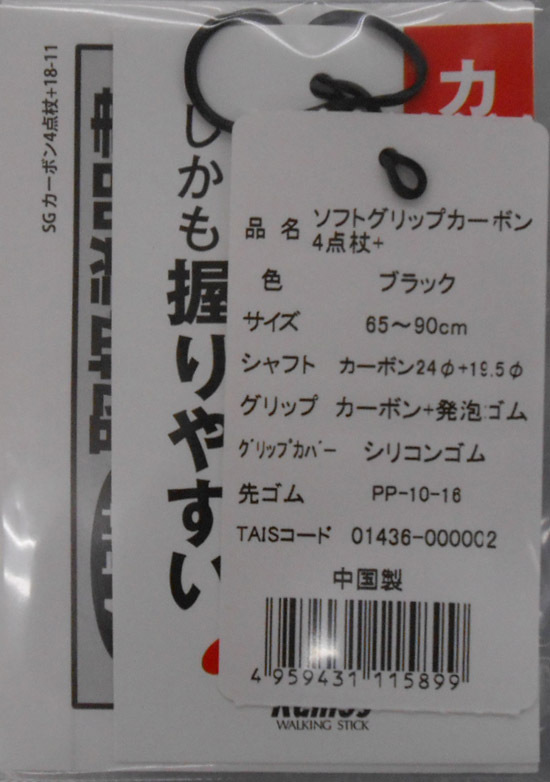 SG カーボン4点杖+18-11
しかも
握りやすい
カ
品 名 ソフトグリップカーボン
4点杖+
色 ブラック
サイズ 65～90cm
シャフト カーボン24φ+19.5φ
グリップ カーボン+発泡ゴム
グリップカバー シリコンゴム
先ゴム PP-10-16
TAISコード 01436-000002
中国製
4 959431 115899
WALKING STICK